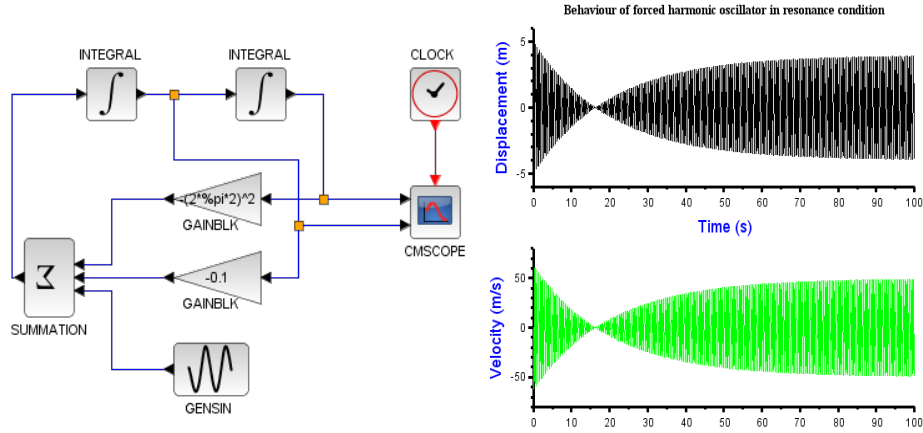 INTEGRAL
INTEGRAL
CLOCK
∫
∫
-(2*%pi*2)^2
GAINBLK
CMSCOPE
Σ
-0.1
GAINBLK
SUMMATION
GENSIN
Behaviour of forced harmonic oscillator in resonance condition
Displacement (m)
5
0
-5
0 10 20 30 40 50 60 70 80 90 100
Time (s)
Velocity (m/s)
50
0
-50
0 10 20 30 40 50 60 70 80 90 100